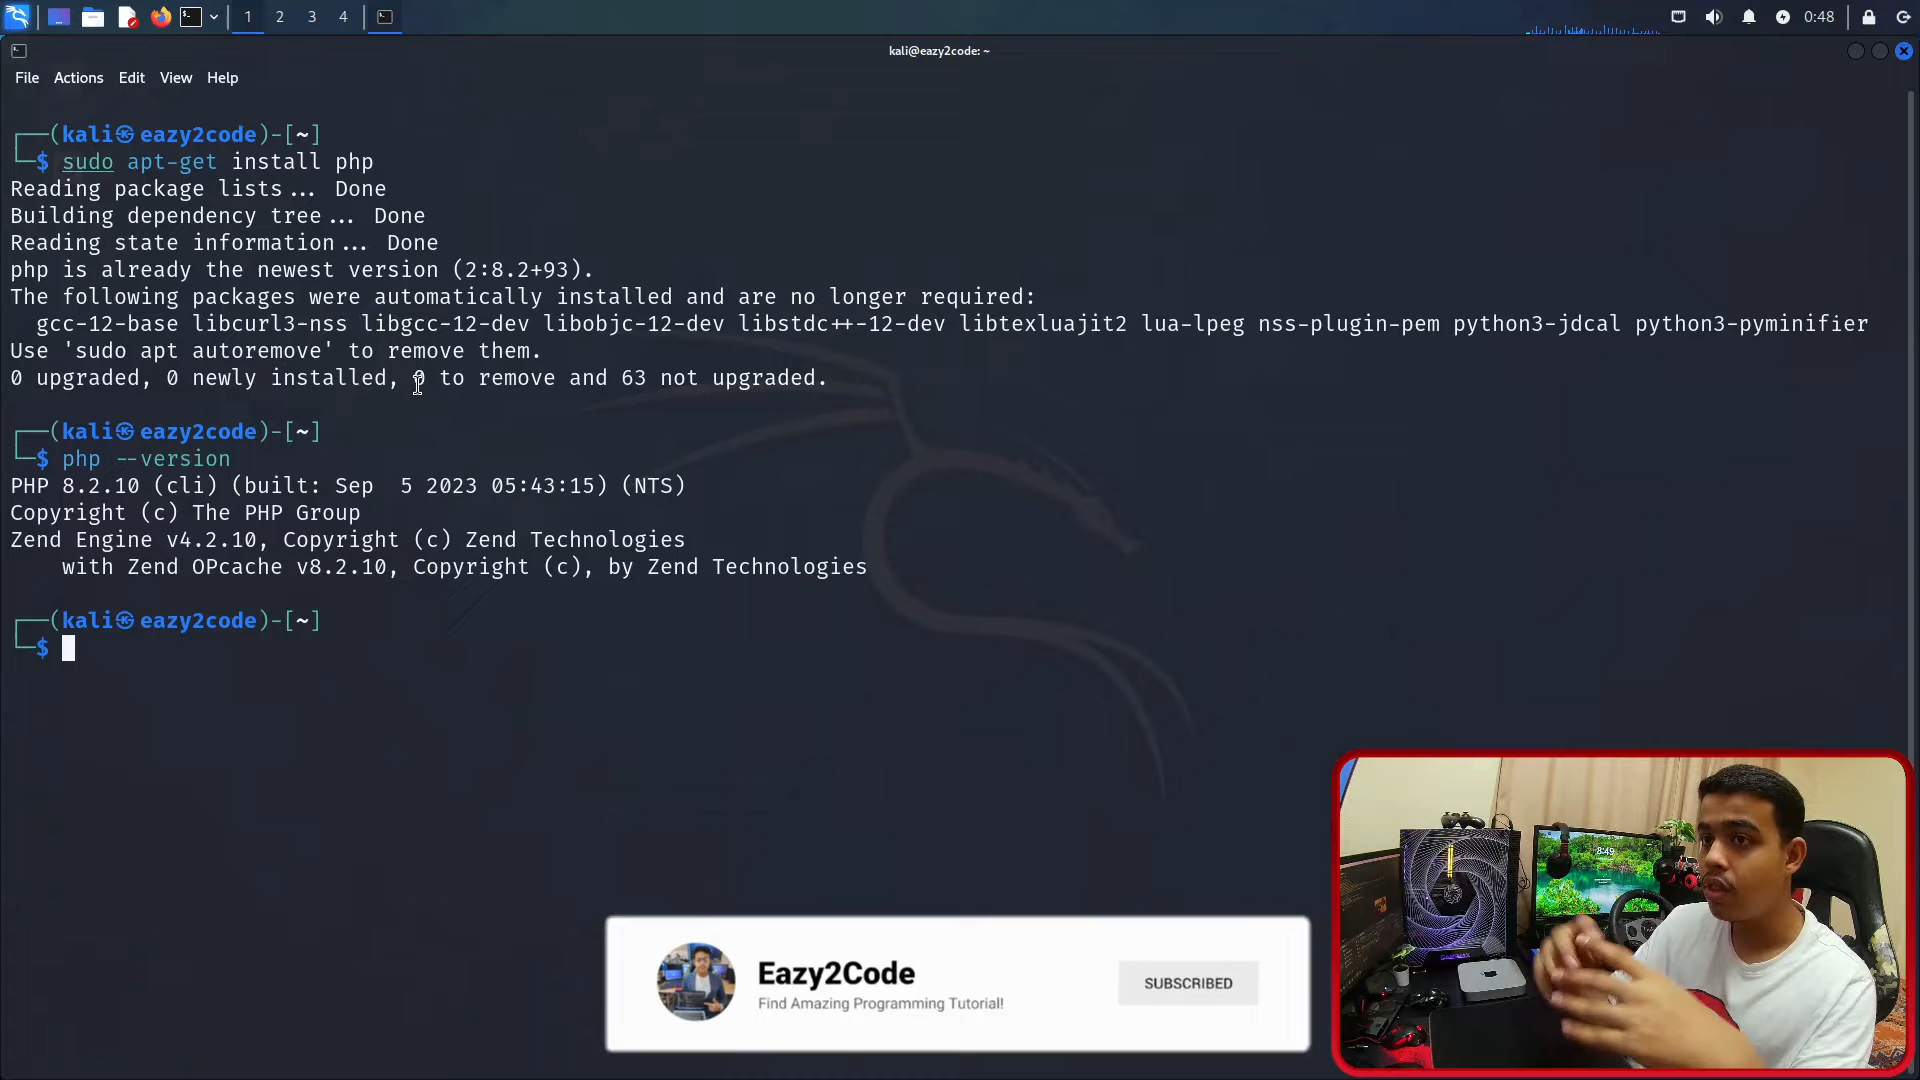 1 2 3 4
0:48
kali@eazy2code: ~
File Actions Edit View Help
┌──(kali㉿eazy2code)-[~]
└─$ sudo apt-get install php
Reading package lists... Done
Building dependency tree... Done
Reading state information... Done
php is already the newest version (2:8.2+93).
The following packages were automatically installed and are no longer required:
gcc-12-base libcurl3-nss libgcc-12-dev libobjc-12-dev libstdc++-12-dev libtexluajit2 lua-lpeg nss-plugin-pem python3-jdcal python3-pyminifier
Use 'sudo apt autoremove' to remove them.
0 upgraded, 0 newly installed, 0 to remove and 63 not upgraded.
┌──(kali㉿eazy2code)-[~]
└─$ php --version
PHP 8.2.10 (cli) (built: Sep  5 2023 05:43:15) (NTS)
Copyright (c) The PHP Group
Zend Engine v4.2.10, Copyright (c) Zend Technologies
with Zend OPcache v8.2.10, Copyright (c), by Zend Technologies
┌──(kali㉿eazy2code)-[~]
└─$
8:49
Eazy2Code
Find Amazing Programming Tutorial!
SUBSCRIBED